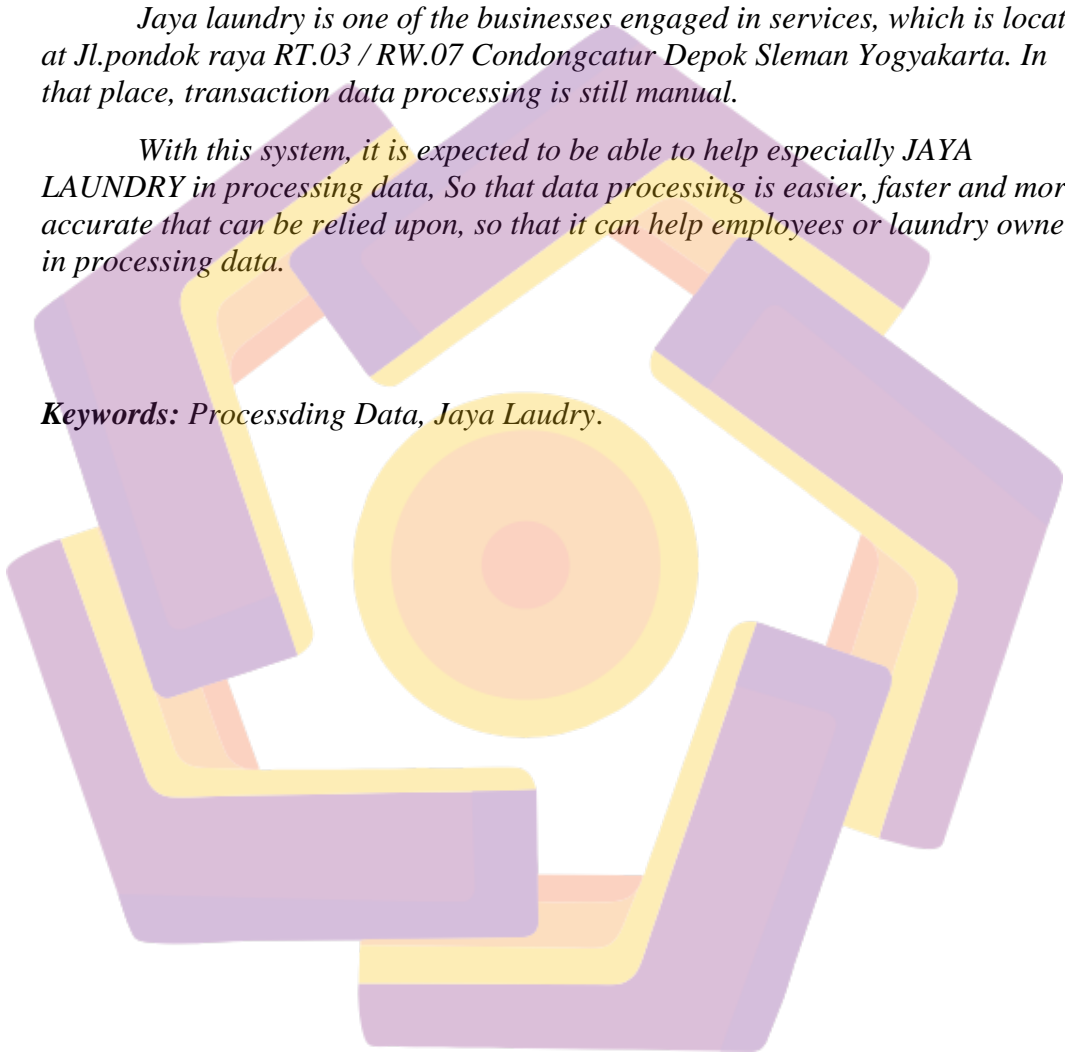 Jaya laundry is one of the businesses engaged in services, which is locat
at Jl.pondok raya RT.03 / RW.07 Condongcatur Depok Sleman Yogyakarta. In
that place, transaction data processing is still manual.
With this system, it is expected to be able to help especially JAYA
LAUNDRY in processing data, So that data processing is easier, faster and mor
accurate that can be relied upon, so that it can help employees or laundry owne
in processing data.
Keywords: Processding Data, Jaya Laudry.